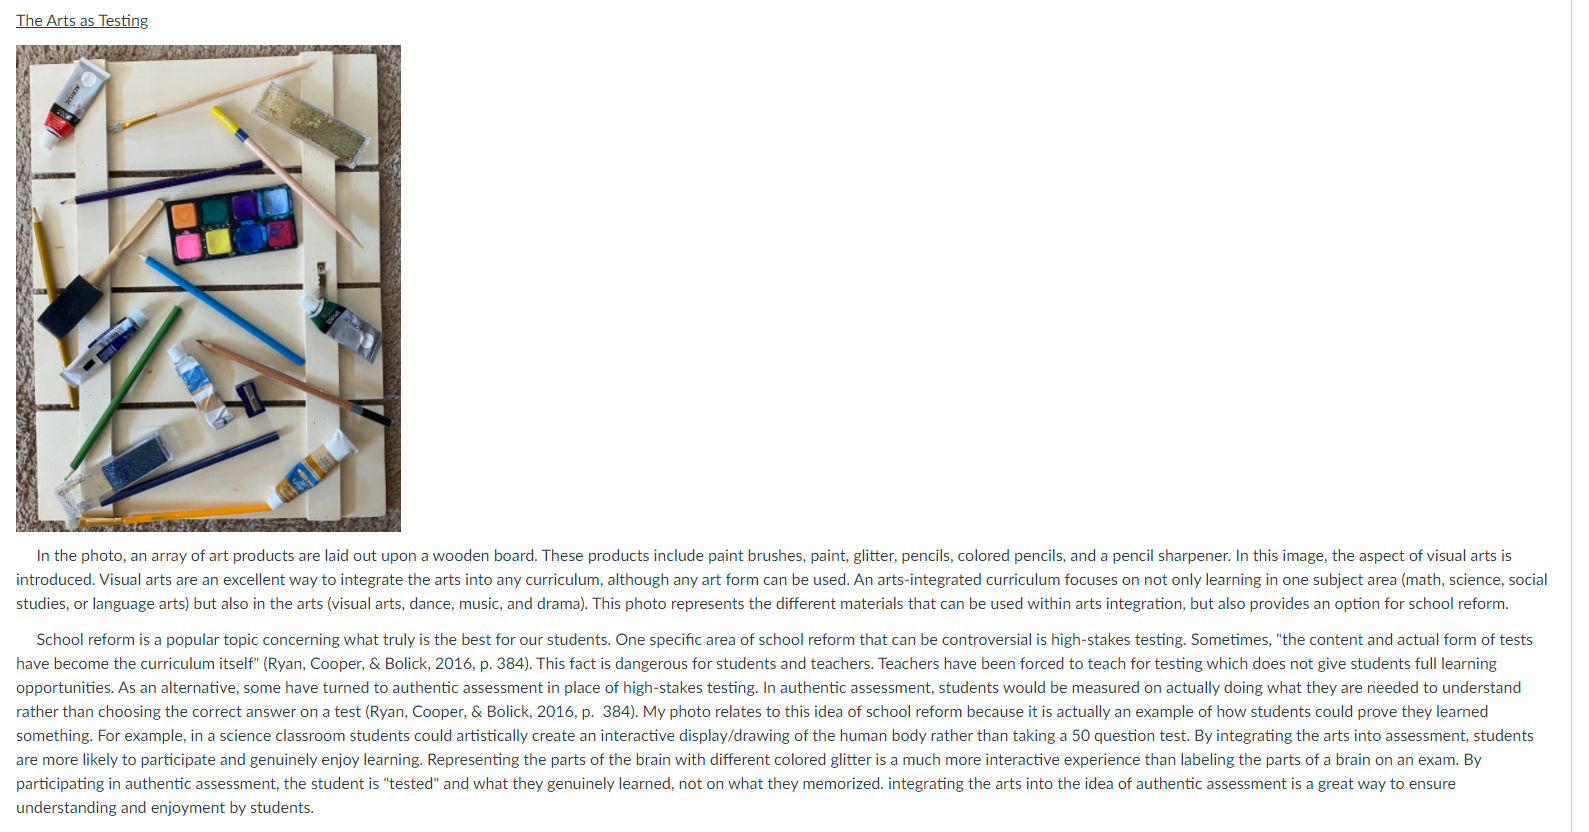 The Arts as Testing
ACRYLIC
In the photo, an array of art products are laid out upon a wooden board. These products include paint brushes, paint, glitter, pencils, colored pencils, and a pencil sharpener. In this image, the aspect of visual arts is
introduced. Visual arts are an excellent way to integrate the arts into any curriculum, although any art form can be used. An arts-integrated curriculum focuses on not only learning in one subject area (math, science, social
studies, or language arts) but also in the arts (visual arts, dance, music, and drama). This photo represents the different materials that can be used within arts integration, but also provides an option for school reform.
School reform is a popular topic concerning what truly is the best for our students. One specific area of school reform that can be controversial is high-stakes testing. Sometimes, "the content and actual form of tests
have become the curriculum itself" (Ryan, Cooper, & Bolick, 2016, p. 384). This fact is dangerous for students and teachers. Teachers have been forced to teach for testing which does not give students full learning
opportunities. As an alternative, some have turned to authentic assessment in place of high-stakes testing. In authentic assessment, students would be measured on actually doing what they are needed to understand
rather than choosing the correct answer on a test (Ryan, Cooper, & Bolick, 2016, p.  384). My photo relates to this idea of school reform because it is actually an example of how students could prove they learned
something. For example, in a science classroom students could artistically create an interactive display/drawing of the human body rather than taking a 50 question test. By integrating the arts into assessment, students
are more likely to participate and genuinely enjoy learning. Representing the parts of the brain with different colored glitter is a much more interactive experience than labeling the parts of a brain on an exam. By
participating in authentic assessment, the student is "tested" and what they genuinely learned, not on what they memorized. integrating the arts into the idea of authentic assessment is a great way to ensure
understanding and enjoyment by students.